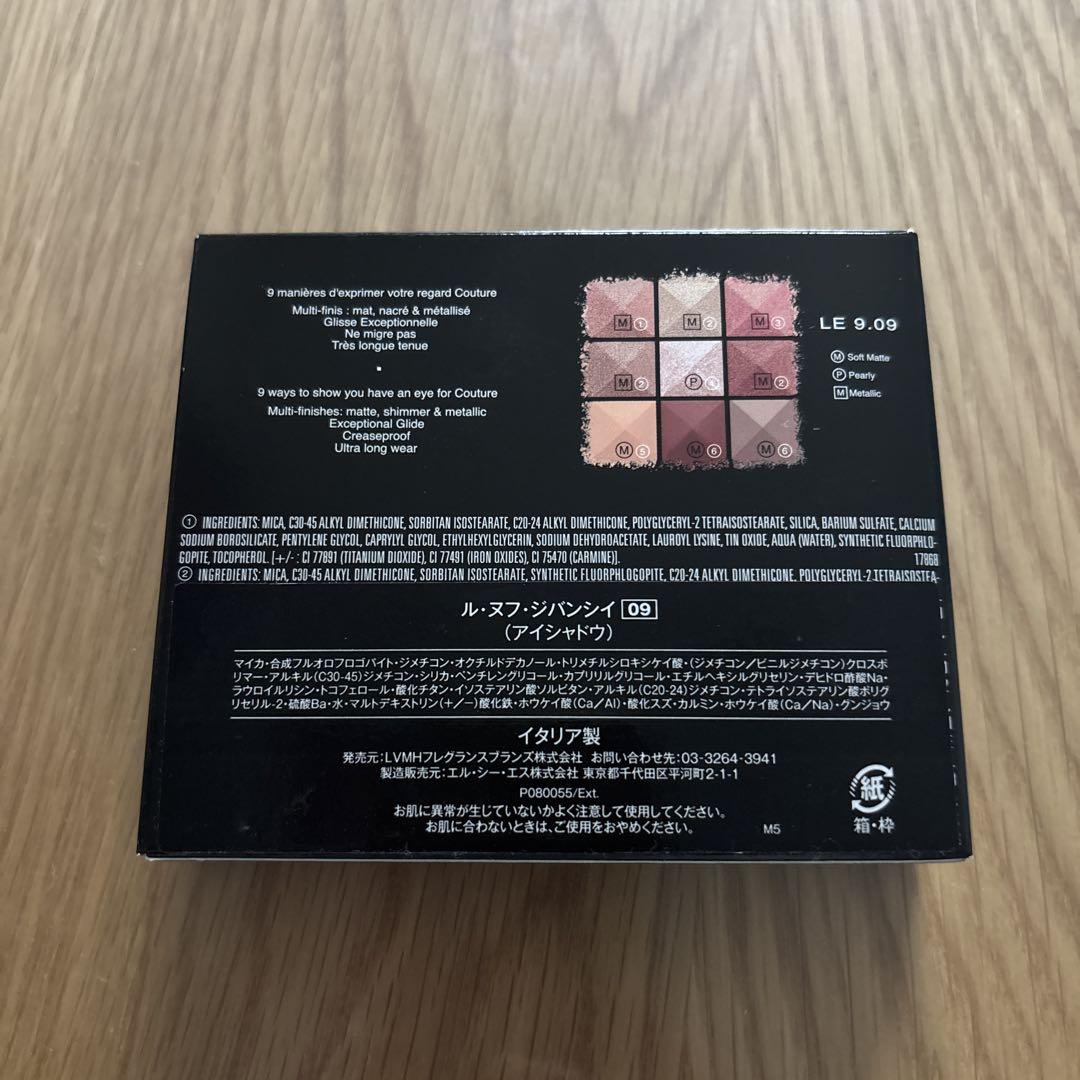 9 manières d'exprimer votre regard Couture
Multi-finis : mat, nacré & métallisé
Glisse Exceptionnelle
Ne migre pas
Très longue tenue
9 ways to show you have an eye for Couture
Multi-finishes: matte, shimmer & metallic
Exceptional Glide
Creaseproof
Ultra long wear
M 1 M 2 M 3
M 2 P 4 M 2
M 5 M 6 M 6
LE 9.09
M Soft Matte
P Pearly
M Metallic
① INGREDIENTS: MICA, C30-45 ALKYL DIMETHICONE, SORBITAN ISOSTEARATE, C20-24 ALKYL DIMETHICONE, POLYGLYCERYL-2 TETRAISOSTEARATE, SILICA, BARIUM SULFATE, CALCIUM
SODIUM BOROSILICATE, PENTYLENE GLYCOL, CAPRYLYL GLYCOL, ETHYLHEXYLGLYCERIN, SODIUM DEHYDROACETATE, LAUROYL LYSINE, TIN OXIDE, AQUA (WATER), SYNTHETIC FLUORPHLO-
GOPITE, TOCOPHEROL. [+/- : CI 77891 (TITANIUM DIOXIDE), CI 77491 (IRON OXIDES), CI 75470 (CARMINE)]. 17868
② INGREDIENTS: MICA, C30-45 ALKYL DIMETHICONE, SORBITAN ISOSTEARATE, SYNTHETIC FLUORPHLOGOPITE, C20-24 ALKYL DIMETHICONE, POLYGLYCERYL-2 TETRAISOSTEA-
ル・ヌフ・ジバンシイ 09
(アイシャドウ)
マイカ・合成フルオロフロゴパイト・ジメチコン・オクチルドデカノール・トリメチルシロキシケイ酸・(ジメチコン/ビニルジメチコン)クロスポ
リマー・アルキル(C30-45)ジメチコン・シリカ・ペンチレングリコール・カプリリルグリコール・エチルヘキシルグリセリン・デヒドロ酢酸Na・
ラウロイルリシン・トコフェロール・酸化チタン・イソステアリン酸ソルビタン・アルキル(C20-24)ジメチコン・テトライソステアリン酸ポリグ
リセリル-2・硫酸Ba・水・マルトデキストリン(+/-)酸化鉄・ホウケイ酸(Ca/Al)・酸化スズ・カルミン・ホウケイ酸(Ca/Na)・グンジョウ
イタリア製
発売元:LVMHフレグランスブランズ株式会社 お問い合わせ先:03-3264-3941
製造販売元:エル・シー・エス株式会社 東京都千代田区平河町2-1-1
P080055/Ext.
お肌に異常が生じていないかよく注意して使用してください。
お肌に合わないときは、ご使用をおやめください。
M5
紙
箱・枠